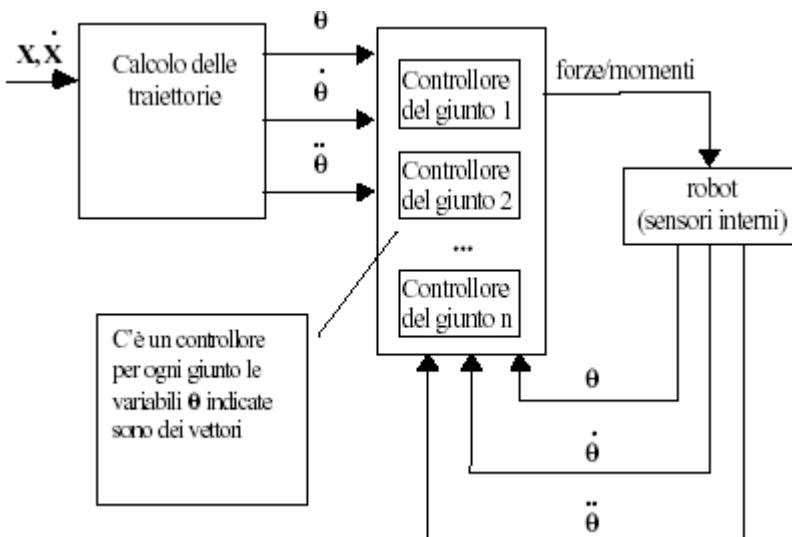 X, Ẋ
Calcolo delle
traiettorie
θ
θ̇
θ̈
Controllore
del giunto 1
Controllore
del giunto 2
...
Controllore
del giunto n
forze/momenti
robot
(sensori interni)
C'è un controllore
per ogni giunto le
variabili θ indicate
sono dei vettori
θ
θ̇
θ̈